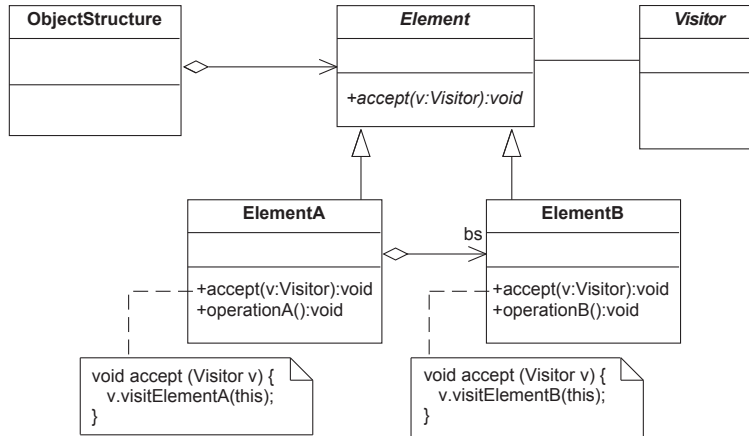 ObjectStructure
Element
Visitor
+accept(v:Visitor):void
ElementA
ElementB
bs
+accept(v:Visitor):void
+operationA():void
+accept(v:Visitor):void
+operationB():void
void accept (Visitor v) {
v.visitElementA(this);
}
void accept (Visitor v) {
v.visitElementB(this);
}